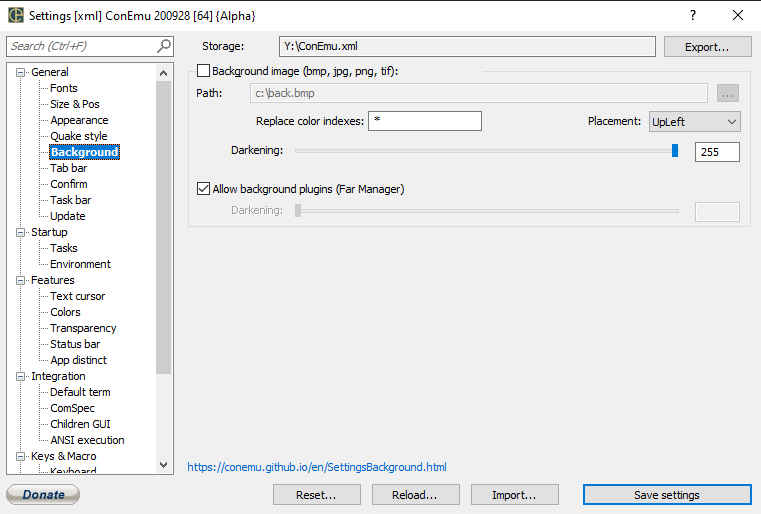 Settings [xml] ConEmu 200928 [64] {Alpha}
?
Search (Ctrl+F)
Storage:
Y:\ConEmu.xml
Export...
General
Fonts
Size & Pos
Appearance
Quake style
Background
Tab bar
Confirm
Task bar
Update
Startup
Tasks
Environment
Features
Text cursor
Colors
Transparency
Status bar
App distinct
Integration
Default term
ComSpec
Children GUI
ANSI execution
Keys & Macro
Keyboard
Background image (bmp, jpg, png, tif):
Path:
c:\back.bmp
...
Replace color indexes:
*
Placement:
UpLeft
Darkening:
255
Allow background plugins (Far Manager)
Darkening:
https://conemu.github.io/en/SettingsBackground.html
Donate
Reset...
Reload...
Import...
Save settings